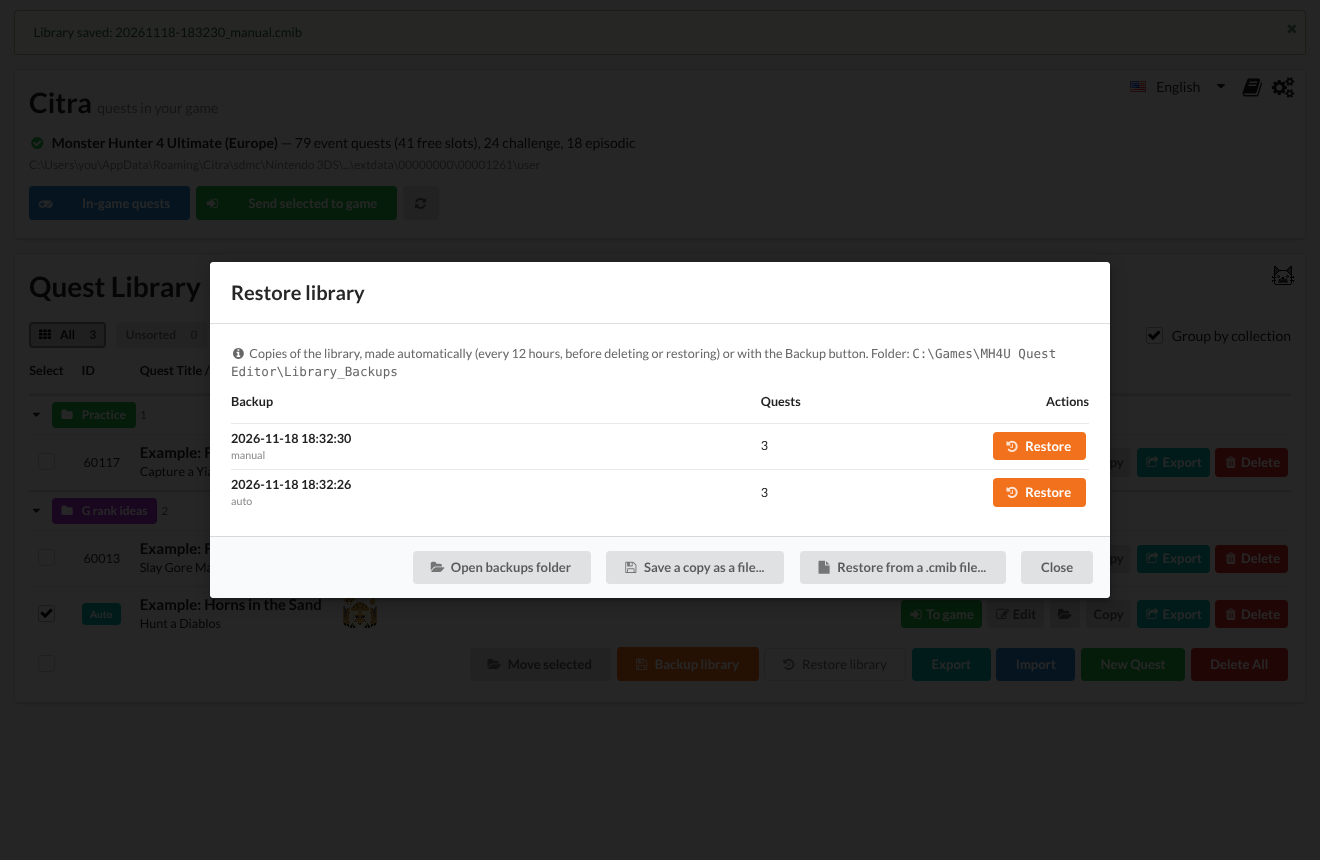 Library saved: 20261118-183230_manual.cmib
Citra quests in your game
English
Monster Hunter 4 Ultimate (Europe) — 79 event quests (41 free slots), 24 challenge, 18 episodic
C:\Users\you\AppData\Roaming\Citra\sdmc\Nintendo 3DS\...\extdata\00000000\00001261\user
In-game quests
Send selected to game
Quest Library
All 3
Unsorted 0
Group by collection
Select ID Quest Title /
Practice 1
60117
Example: F
Capture a Yi
py
Export
Delete
G rank ideas 2
60013
Example: F
Slay Gore Ma
py
Export
Delete
Restore library
Copies of the library, made automatically (every 12 hours, before deleting or restoring) or with the Backup button. Folder: C:\Games\MH4U Quest
Editor\Library_Backups
Backup Quests Actions
2026-11-18 18:32:30
manual
3
Restore
2026-11-18 18:32:26
auto
3
Restore
Open backups folder
Save a copy as a file...
Restore from a .cmib file...
Close
Auto
Example: Horns in the Sand
Hunt a Diablos
To game
Edit
Copy
Export
Delete
Move selected
Backup library
Restore library
Export
Import
New Quest
Delete All